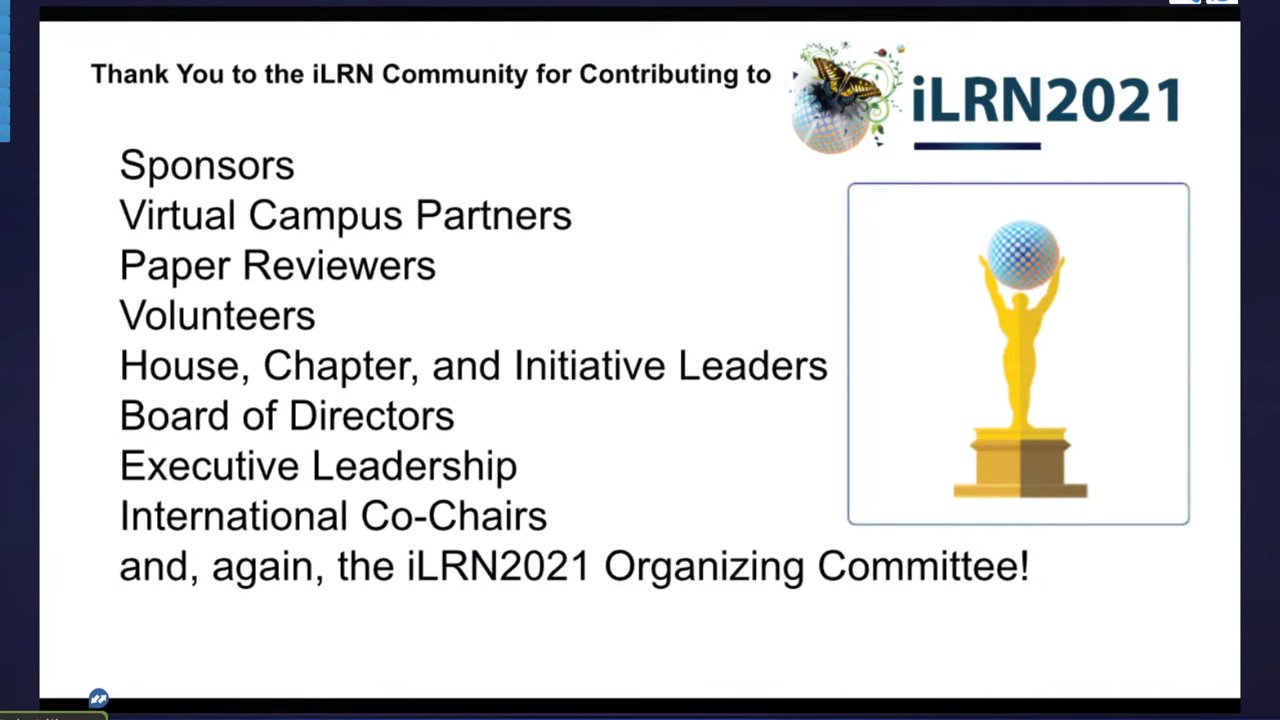 Thank You to the iLRN Community for Contributing to
iLRN2021
Sponsors
Virtual Campus Partners
Paper Reviewers
Volunteers
House, Chapter, and Initiative Leaders
Board of Directors
Executive Leadership
International Co-Chairs
and, again, the iLRN2021 Organizing Committee!